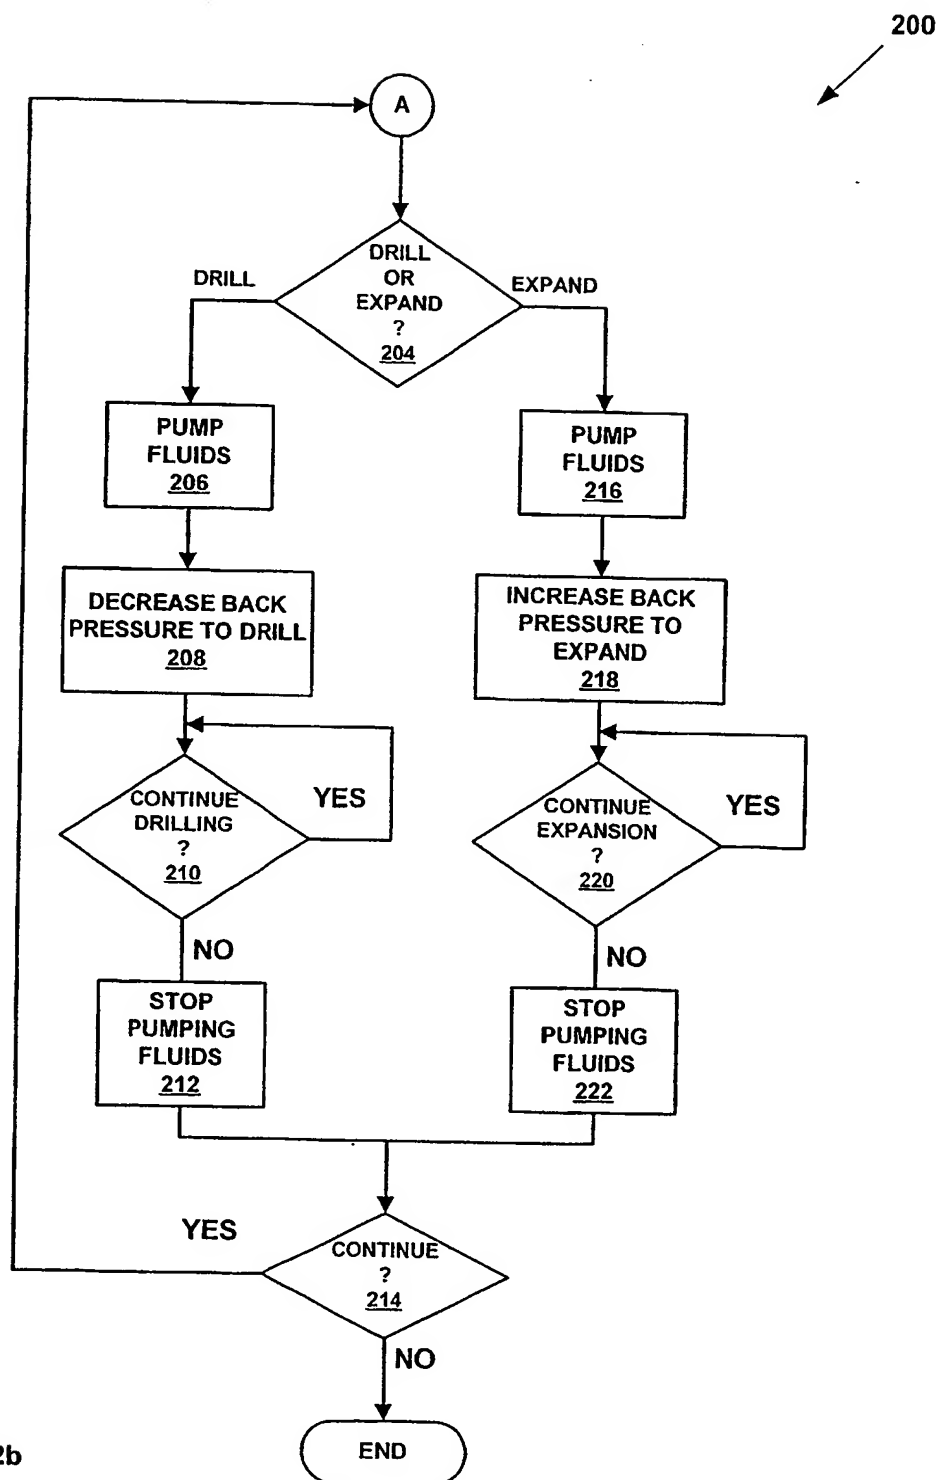 200
A
DRILL
OR
EXPAND
?
204
DRILL
EXPAND
PUMP
FLUIDS
206
PUMP
FLUIDS
216
DECREASE BACK
PRESSURE TO DRILL
208
INCREASE BACK
PRESSURE TO
EXPAND
218
CONTINUE
DRILLING
?
210
YES
CONTINUE
EXPANSION
?
220
YES
NO
NO
STOP
PUMPING
FLUIDS
212
STOP
PUMPING
FLUIDS
222
YES
CONTINUE
?
214
NO
END
2b